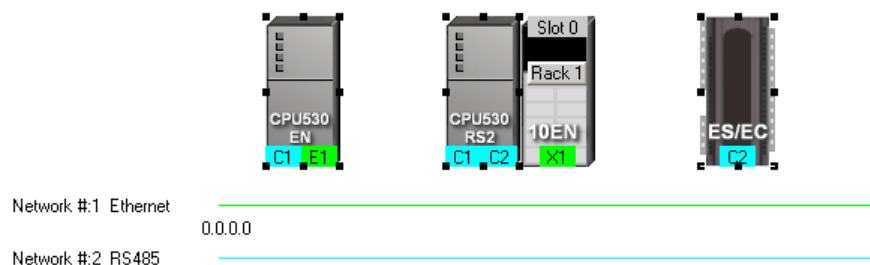 Slot 0
Rack 1
CPU530
EN
C1 E1
CPU530
RS2
C1 C2
10EN
X1
ES/EC
C2
Network #:1 Ethernet
0.0.0.0
Network #:2 RS485